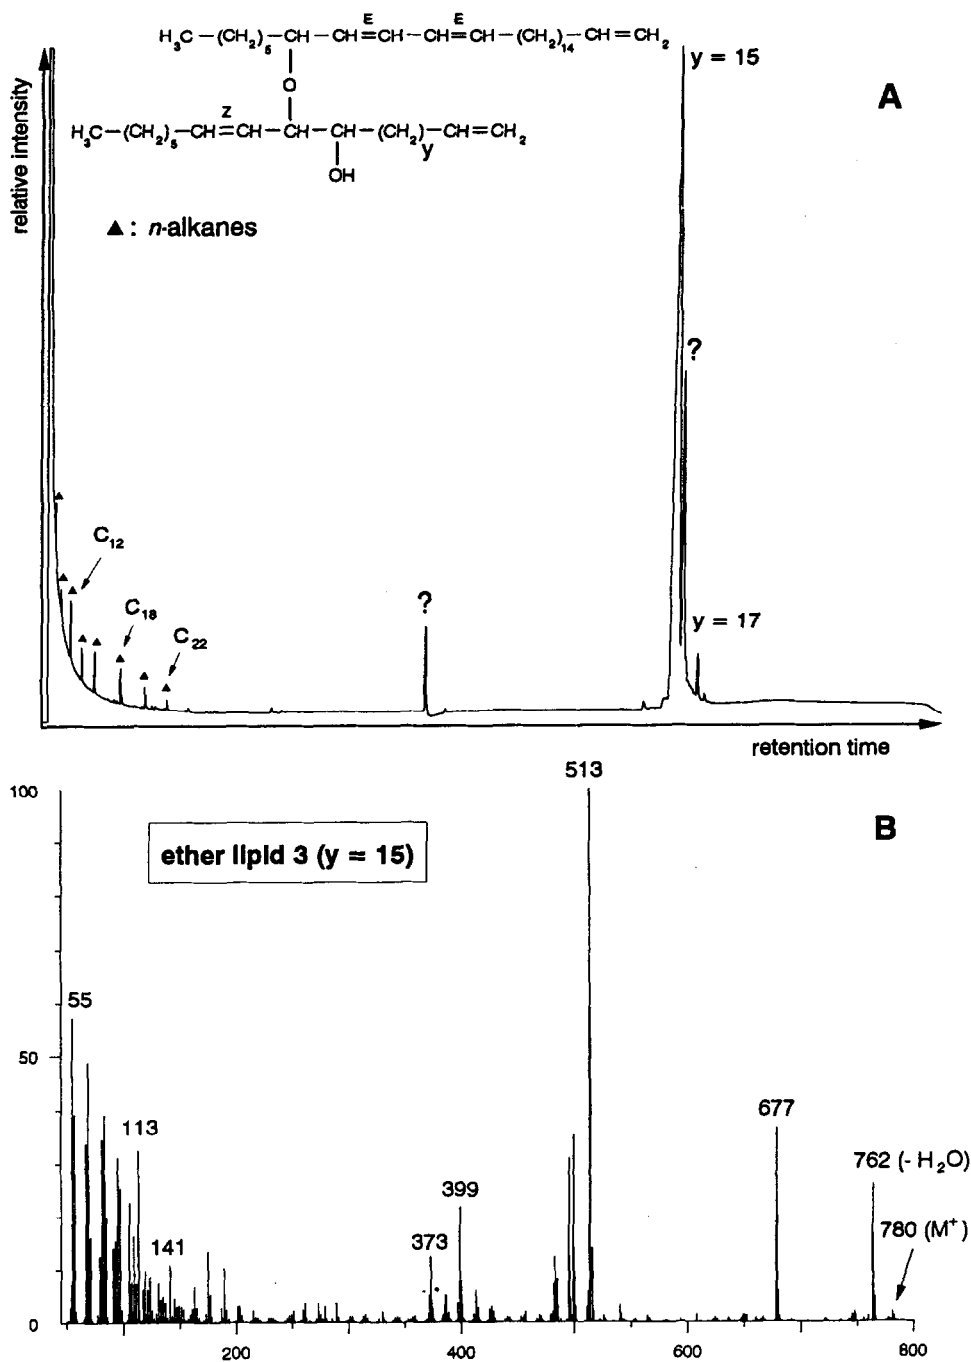 H3C-(CH2)5-CH-CH=CH-CH=CH-(CH2)14-CH=CH2
E E
O
H3C-(CH2)5-CH=CH-CH-CH-(CH2)y-CH=CH2
Z
OH
▲: n-alkanes
relative intensity
A
y = 15
?
C12
C18
C22
?
y = 17
retention time
B
ether lipid 3 (y = 15)
100
50
0
55
113
141
373
399
513
677
762 (- H2O)
780 (M+)
200
400
600
800